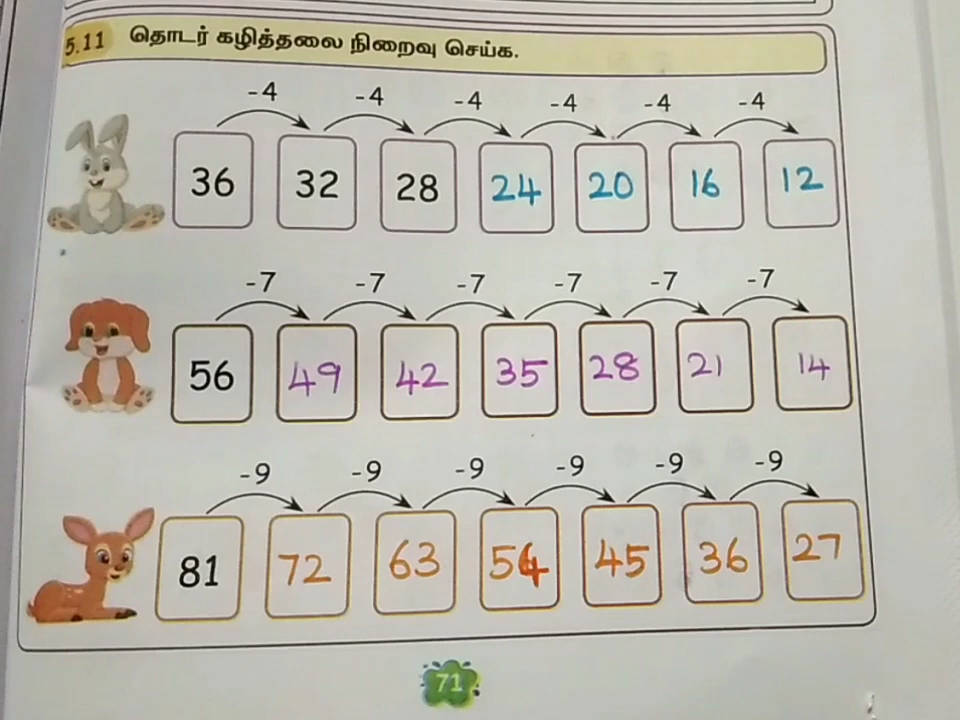 5.11 தொடர் கழித்தலை நிறைவு செய்க.
-4 -4 -4 -4 -4 -4
36 32 28 24 20 16 12
-7 -7 -7 -7 -7 -7
56 49 42 35 28 21 14
-9 -9 -9 -9 -9 -9
81 72 63 54 45 36 27
71